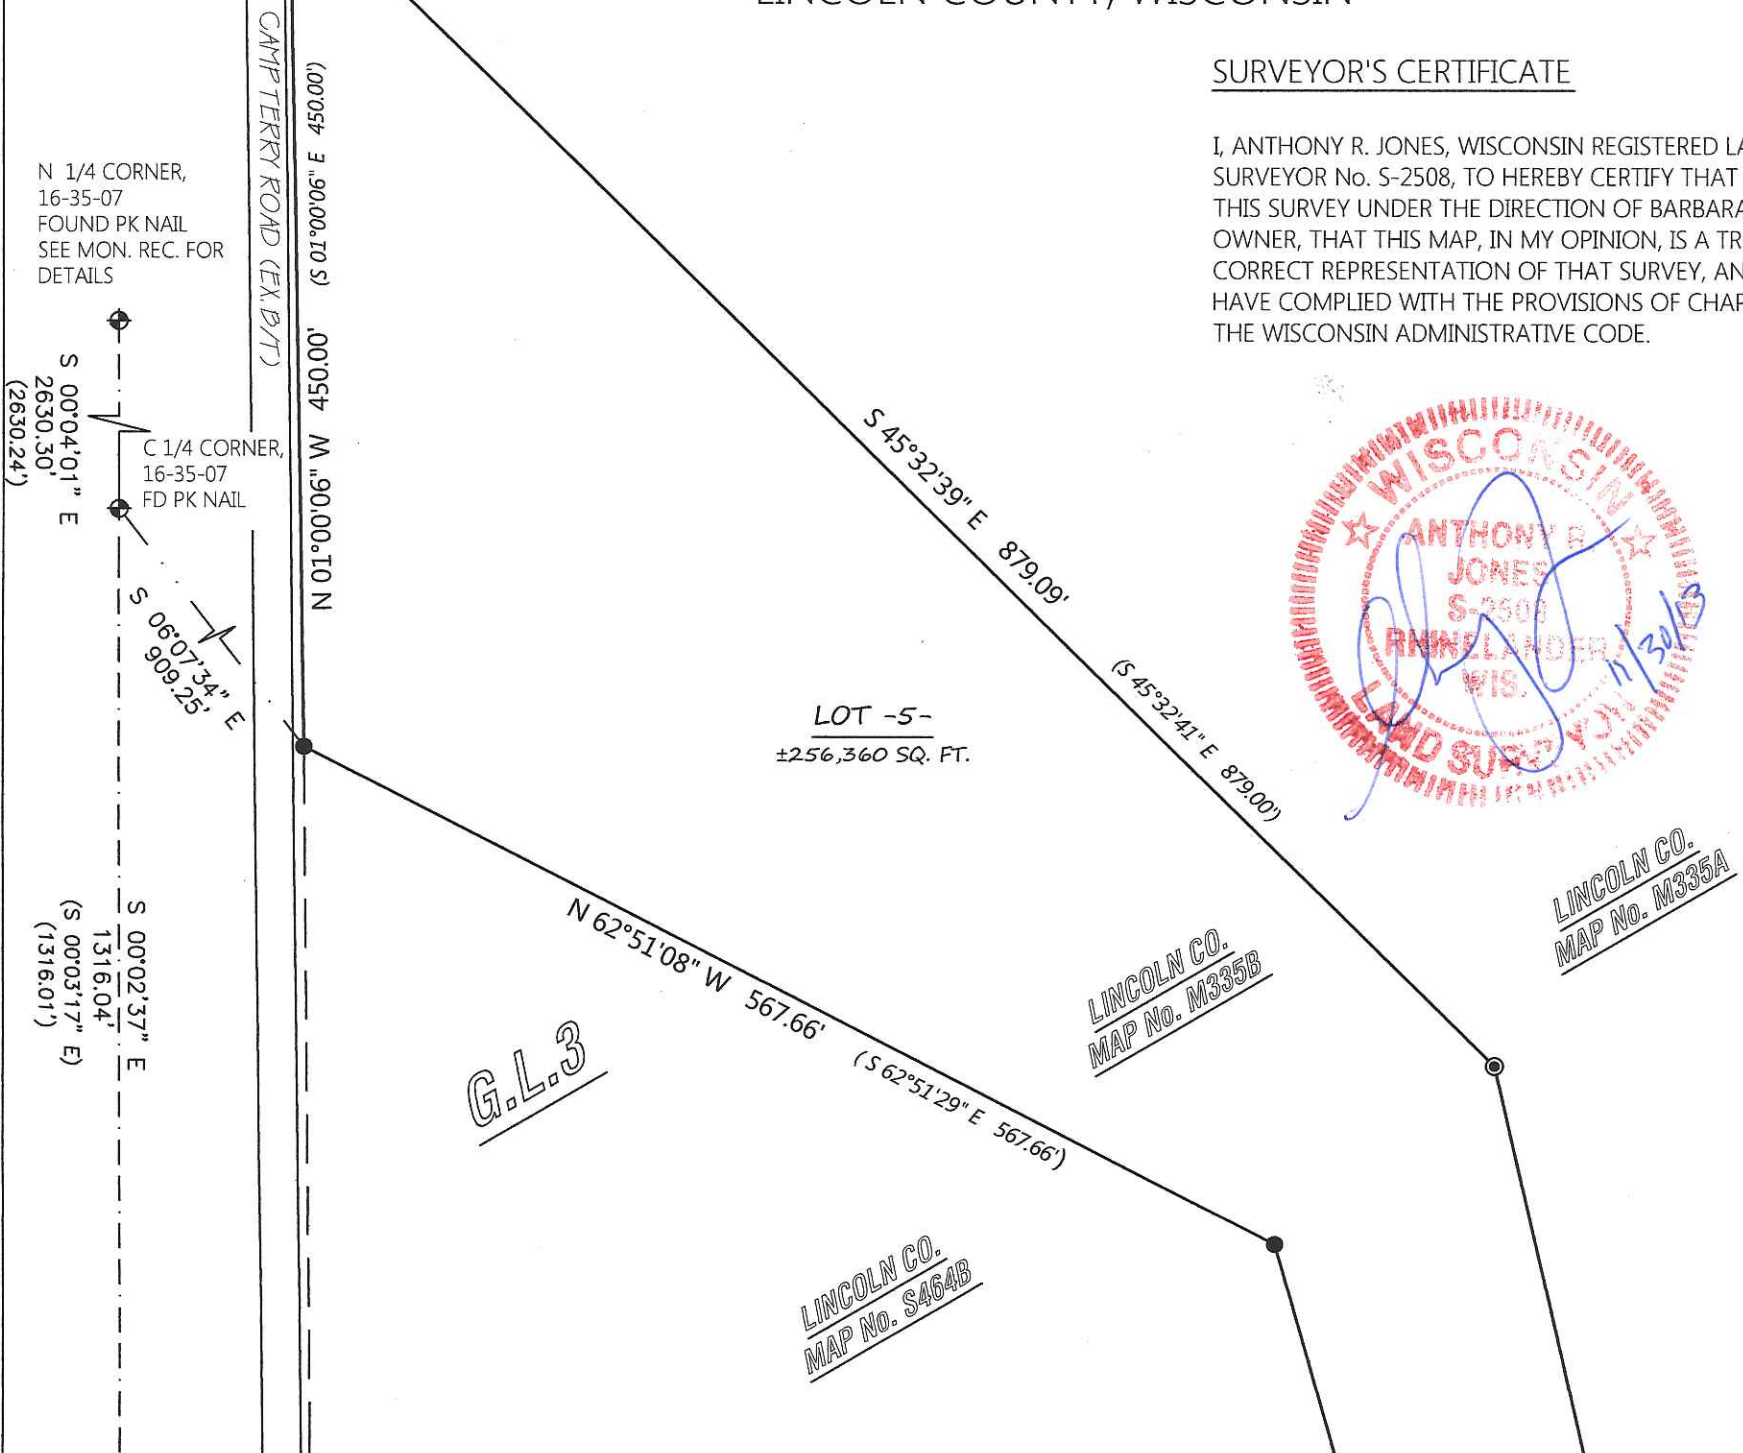 LINCOLN COUNTY, WISCONSIN
SURVEYOR'S CERTIFICATE
I, ANTHONY R. JONES, WISCONSIN REGISTERED
SURVEYOR No. S-2508, TO HEREBY CERTIFY THAT
THIS SURVEY UNDER THE DIRECTION OF BARBARA
OWNER, THAT THIS MAP, IN MY OPINION, IS A
CORRECT REPRESENTATION OF THAT SURVEY,
HAVE COMPLIED WITH THE PROVISIONS OF
THE WISCONSIN ADMINISTRATIVE CODE.
CAMP TERRY ROAD (EX. B/T)
(S 01°00'06" E 450.00')
N 01°00'06" W 450.00'
N 1/4 CORNER,
16-35-07
FOUND PK NAIL
SEE MON. REC. FOR
DETAILS
S 00°04'01" E
2630.30'
(2630.24')
C 1/4 CORNER,
16-35-07
FD PK NAIL
S 06°07'34" E
909.25'
S 45°32'39" E 879.09'
(S 45°32'41" E 879.00')
WISCONSIN
ANTHONY R
JONES
S-2508
RHINELANDER
WIS.
LAND SURVEYOR
11/30/13
LOT -5-
±256,360 SQ. FT.
N 62°51'08" W 567.66'
(S 62°51'29" E 567.66')
S 00°02'37" E
1316.04'
(S 00°03'17" E)
(1316.01')
G.L.3
LINCOLN CO.
MAP No. M335B
LINCOLN CO.
MAP No. M335A
LINCOLN CO.
MAP No. S464B